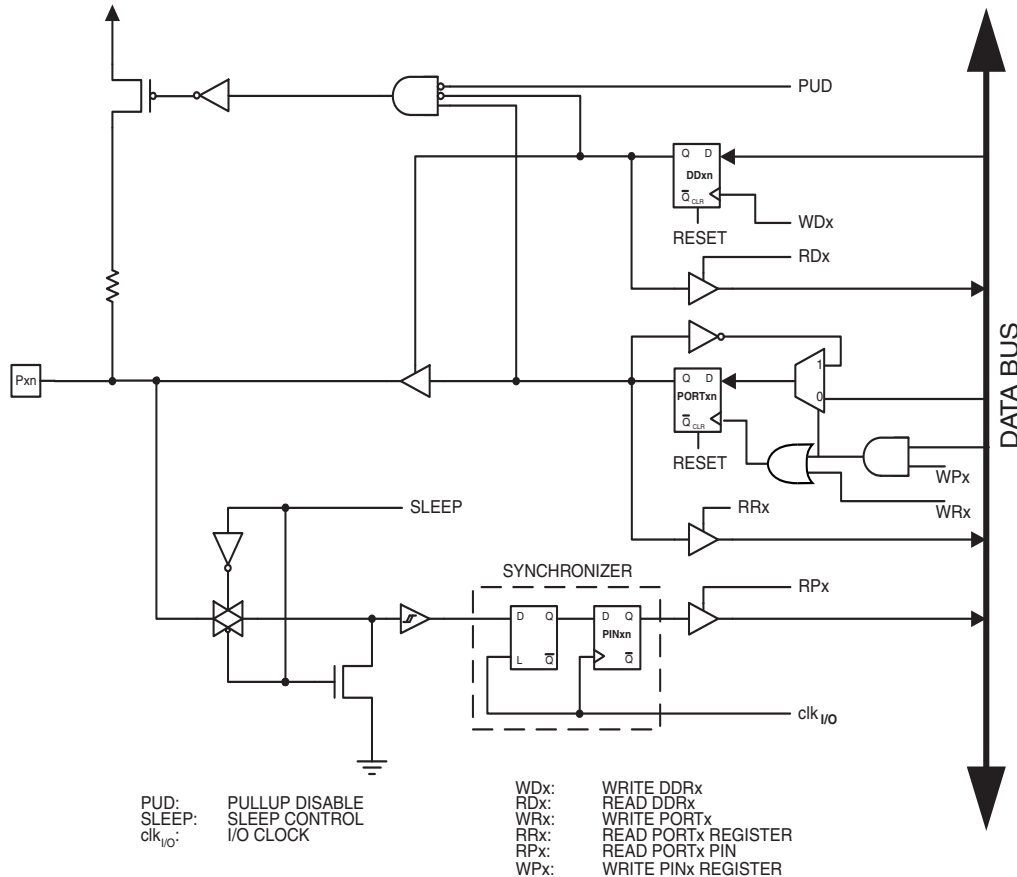 PUD
Q D
DDxn
Q CLR
WDx
RESET
RDx
Pxn
1
Q D
PORTxn
0
Q CLR
RESET
WPx
WRx
RRx
SLEEP
SYNCHRONIZER
RPx
D Q
D Q
PINxn
L Q
Q
clk I/O
DATA BUS
PUD: PULLUP DISABLE
SLEEP: SLEEP CONTROL
clk I/O: I/O CLOCK
WDx: WRITE DDRx
RDx: READ DDRx
WRx: WRITE PORTx
RRx: READ PORTx REGISTER
RPx: READ PORTx PIN
WPx: WRITE PINx REGISTER